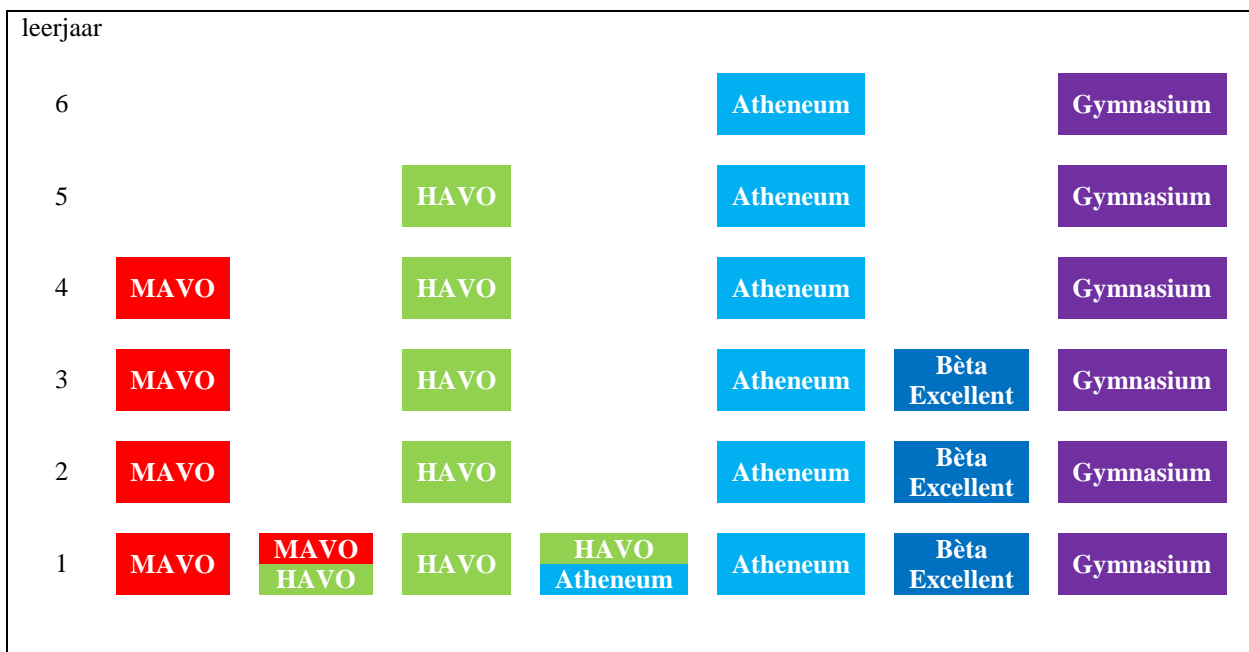 leerjaar
6 Atheneum Gymnasium
5 HAVO Atheneum Gymnasium
4 MAVO HAVO Atheneum Gymnasium
3 MAVO HAVO Atheneum Bèta Excellent Gymnasium
2 MAVO HAVO Atheneum Bèta Excellent Gymnasium
1 MAVO MAVO HAVO HAVO HAVO Atheneum Atheneum Bèta Excellent Gymnasium